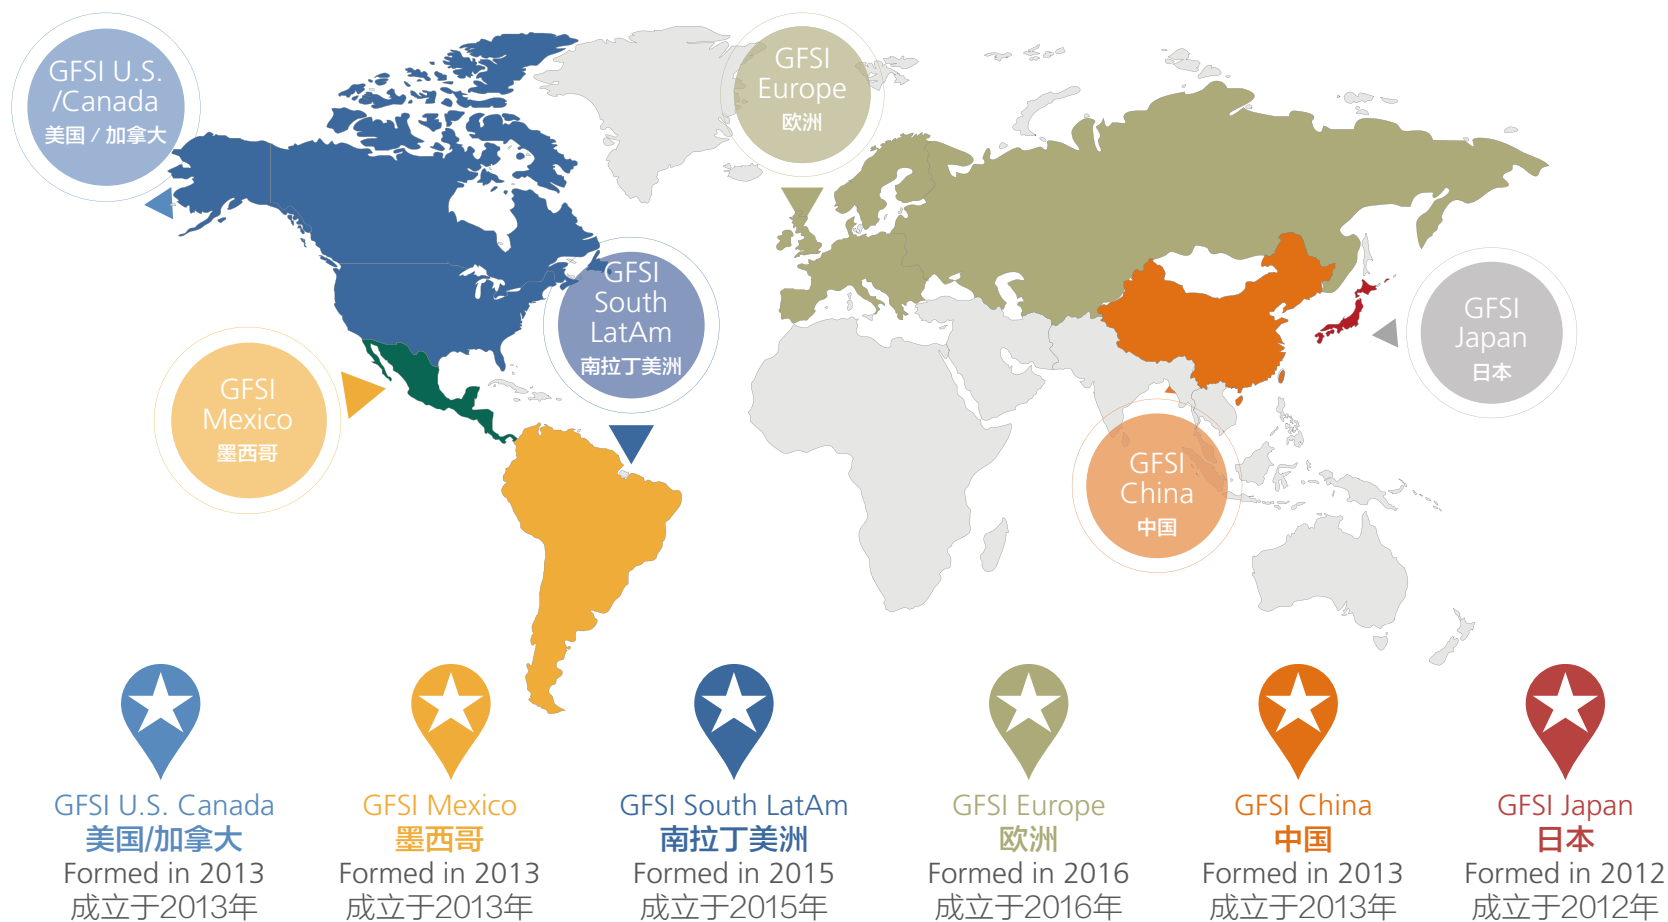 GFSI U.S.
/Canada
美国 / 加拿大
GFSI
Europe
欧洲
GFSI
South
LatAm
南拉丁美洲
GFSI
Japan
日本
GFSI
Mexico
墨西哥
GFSI
China
中国
GFSI U.S. Canada
美国/加拿大
Formed in 2013
成立于2013年
GFSI Mexico
墨西哥
Formed in 2013
成立于2013年
GFSI South LatAm
南拉丁美洲
Formed in 2015
成立于2015年
GFSI Europe
欧洲
Formed in 2016
成立于2016年
GFSI China
中国
Formed in 2013
成立于2013年
GFSI Japan
日本
Formed in 2012
成立于2012年